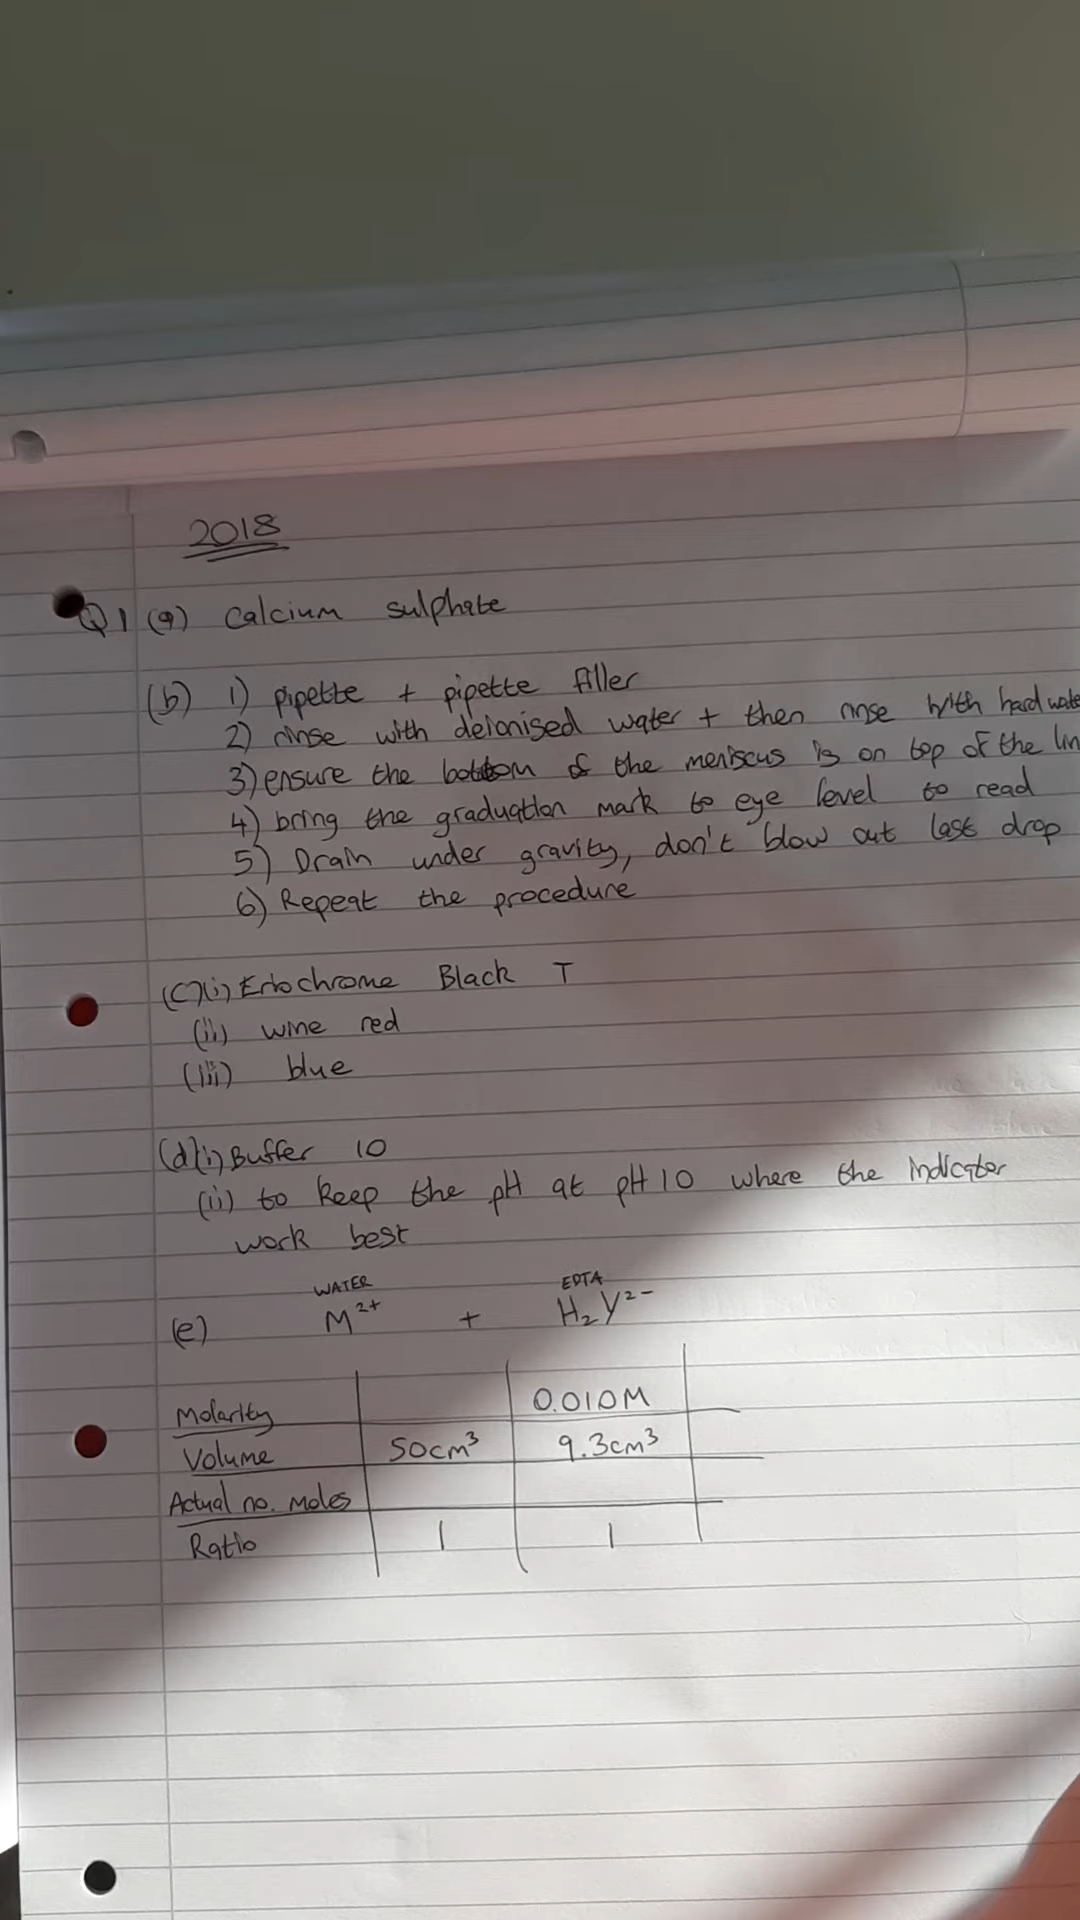 2018
Q1 (a) Calcium sulphate
(b) 1) pipette + pipette filler
2) rinse with deionised water + then rinse with hard wate
3) ensure the bottom of the meniscus is on top of the lin
4) bring the graduation mark to eye level to read
5) Drain under gravity, don't blow out last drop
6) Repeat the procedure
(c)(i) Eriochrome Black T
(ii) wine red
(iii) blue
(d)(i) Buffer 10
(ii) to keep the pH at pH 10 where the indicator
work best
WATER EDTA
(e) M²⁺ + H₂Y²⁻
Molarity 0.010M
Volume 50cm³ 9.3cm³
Actual no. moles
Ratio 1 1